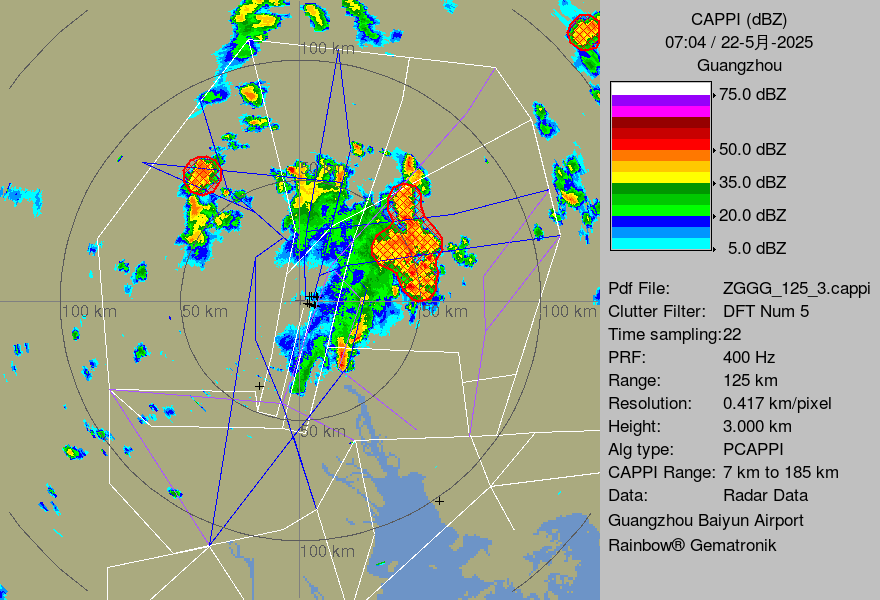 CAPPI (dBZ)
07:04 / 22-5月-2025
Guangzhou
75.0 dBZ
50.0 dBZ
35.0 dBZ
20.0 dBZ
5.0 dBZ
Pdf File: ZGGG_125_3.cappi
Clutter Filter: DFT Num 5
Time sampling:22
PRF: 400 Hz
Range: 125 km
Resolution: 0.417 km/pixel
Height: 3.000 km
Alg type: PCAPPI
CAPPI Range: 7 km to 185 km
Data: Radar Data
Guangzhou Baiyun Airport
Rainbow® Gematronik
100 km
100 km
50 km
50 km
100 km
50 km
100 km